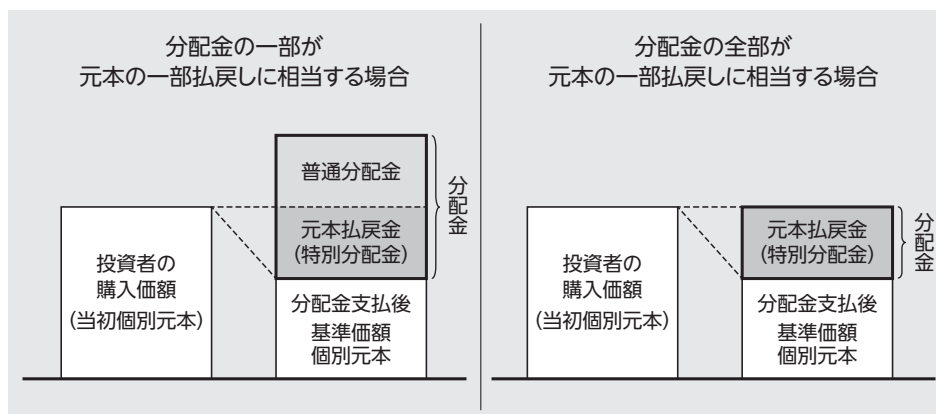 分配金の一部が
元本の一部払戻しに相当する場合
普通分配金
元本払戻金
(特別分配金)
分配金
投資者の
購入価額
(当初個別元本)
分配金支払後
基準価額
個別元本
分配金の全部が
元本の一部払戻しに相当する場合
元本払戻金
(特別分配金)
分配金
投資者の
購入価額
(当初個別元本)
分配金支払後
基準価額
個別元本